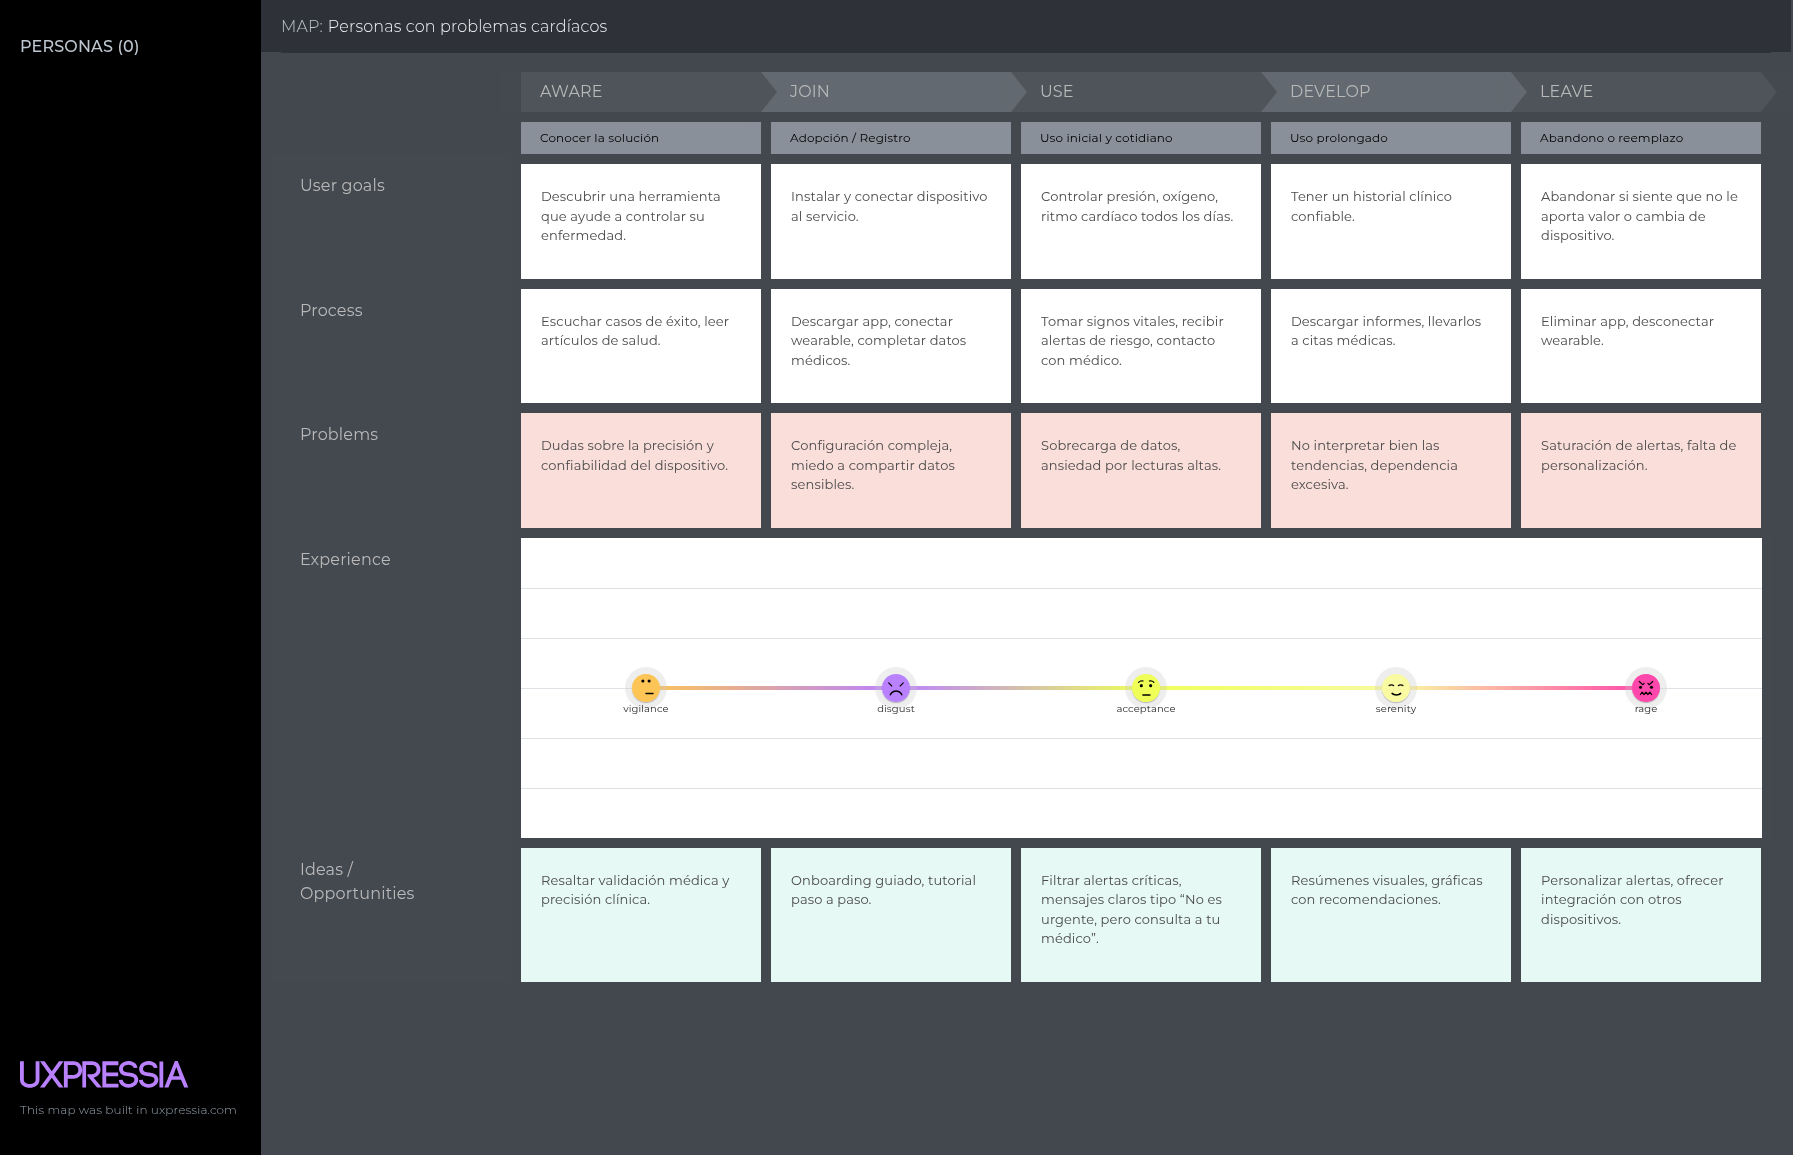 PERSONAS (0)
MAP: Personas con problemas cardíacos
AWARE
JOIN
USE
DEVELOP
LEAVE
Conocer la solución
Adopción / Registro
Uso inicial y cotidiano
Uso prolongado
Abandono o reemplazo
User goals
Descubrir una herramienta
que ayude a controlar su
enfermedad.
Instalar y conectar dispositivo
al servicio.
Controlar presión, oxígeno,
ritmo cardíaco todos los días.
Tener un historial clínico
confiable.
Abandonar si siente que no le
aporta valor o cambia de
dispositivo.
Process
Escuchar casos de éxito, leer
artículos de salud.
Descargar app, conectar
wearable, completar datos
médicos.
Tomar signos vitales, recibir
alertas de riesgo, contacto
con médico.
Descargar informes, llevarlos
a citas médicas.
Eliminar app, desconectar
wearable.
Problems
Dudas sobre la precisión y
confiabilidad del dispositivo.
Configuración compleja,
miedo a compartir datos
sensibles.
Sobrecarga de datos,
ansiedad por lecturas altas.
No interpretar bien las
tendencias, dependencia
excesiva.
Saturación de alertas, falta de
personalización.
Experience
vigilance
disgust
acceptance
serenity
rage
Ideas /
Opportunities
Resaltar validación médica y
precisión clínica.
Onboarding guiado, tutorial
paso a paso.
Filtrar alertas críticas,
mensajes claros tipo “No es
urgente, pero consulta a tu
médico”.
Resúmenes visuales, gráficas
con recomendaciones.
Personalizar alertas, ofrecer
integración con otros
dispositivos.
UXPRESSIA
This map was built in uxpressia.com